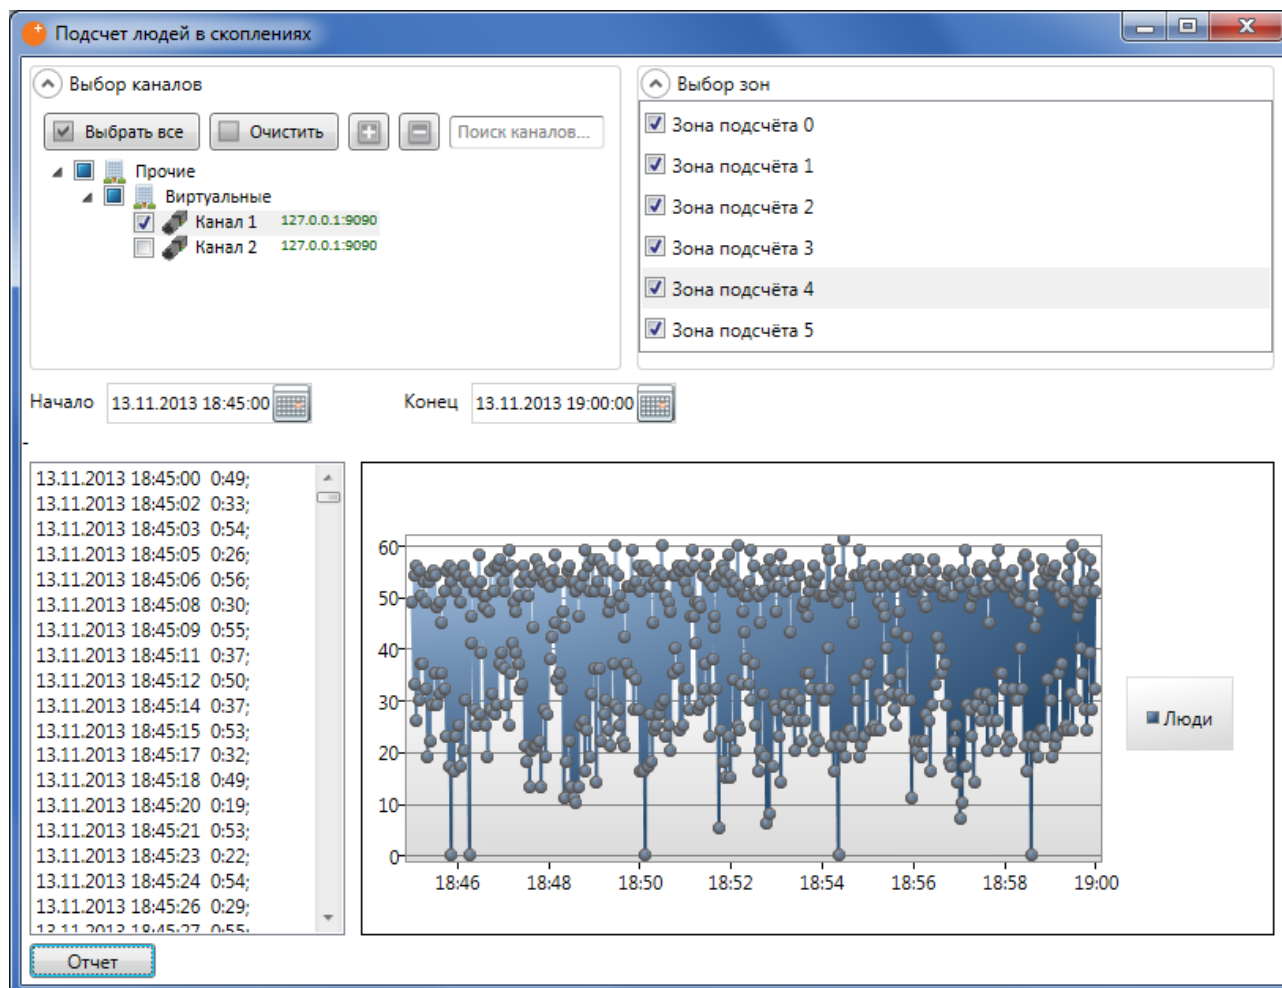 Подсчет людей в скоплениях
Выбор каналов
Выбрать все
Очистить
Поиск каналов...
Прочие
Виртуальные
Канал 1 127.0.0.1:9090
Канал 2 127.0.0.1:9090
Выбор зон
Зона подсчёта 0
Зона подсчёта 1
Зона подсчёта 2
Зона подсчёта 3
Зона подсчёта 4
Зона подсчёта 5
Начало 13.11.2013 18:45:00
Конец 13.11.2013 19:00:00
-
13.11.2013 18:45:00 0:49;
13.11.2013 18:45:02 0:33;
13.11.2013 18:45:03 0:54;
13.11.2013 18:45:05 0:26;
13.11.2013 18:45:06 0:56;
13.11.2013 18:45:08 0:30;
13.11.2013 18:45:09 0:55;
13.11.2013 18:45:11 0:37;
13.11.2013 18:45:12 0:50;
13.11.2013 18:45:14 0:37;
13.11.2013 18:45:15 0:53;
13.11.2013 18:45:17 0:32;
13.11.2013 18:45:18 0:49;
13.11.2013 18:45:20 0:19;
13.11.2013 18:45:21 0:53;
13.11.2013 18:45:23 0:22;
13.11.2013 18:45:24 0:54;
13.11.2013 18:45:26 0:29;
13.11.2013 18:45:27 0:55;
60
50
40
30
20
10
0
18:46 18:48 18:50 18:52 18:54 18:56 18:58 19:00
Люди
Отчет